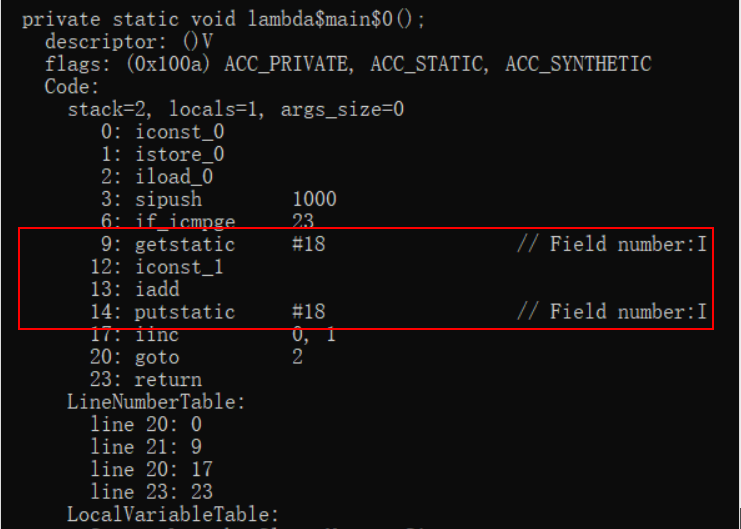 private static void lambda$main$0();
descriptor: ()V
flags: (0x100a) ACC_PRIVATE, ACC_STATIC, ACC_SYNTHETIC
Code:
stack=2, locals=1, args_size=0
0: iconst_0
1: istore_0
2: iload_0
3: sipush 1000
6: if_icmpge 23
9: getstatic #18 // Field number:I
12: iconst_1
13: iadd
14: putstatic #18 // Field number:I
17: iinc 0, 1
20: goto 2
23: return
LineNumberTable:
line 20: 0
line 21: 9
line 20: 17
line 23: 23
LocalVariableTable: